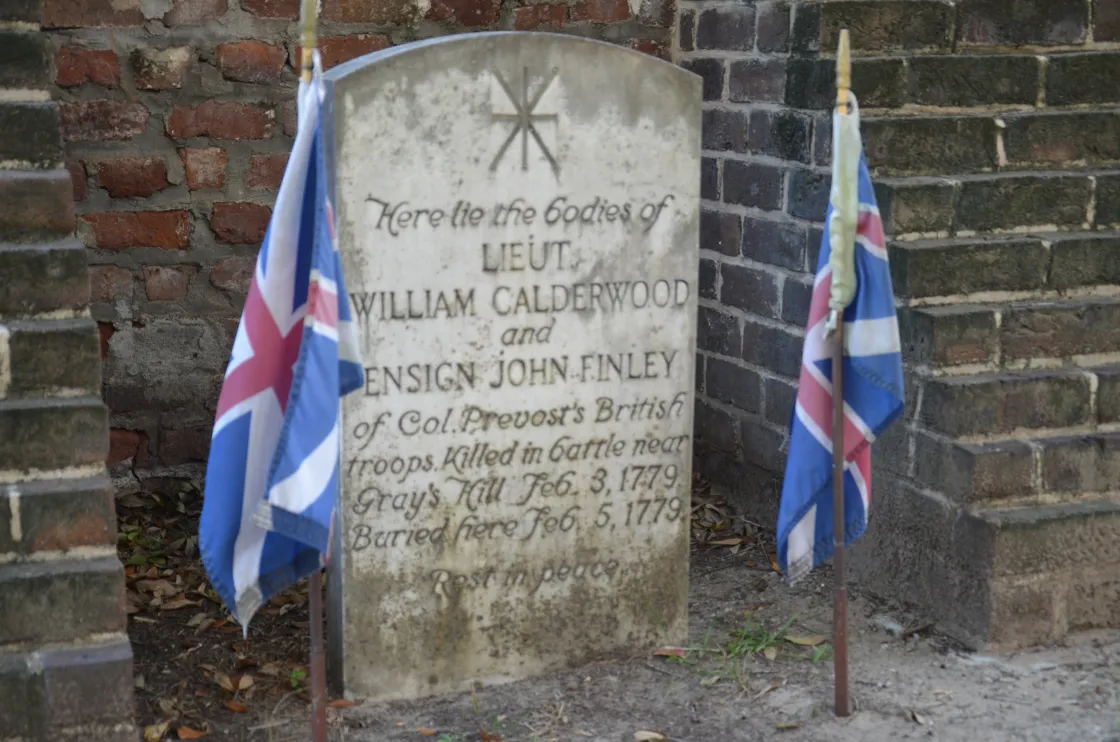 Here lie the bodies of
LIEUT.
WILLIAM CALDERWOOD
and
ENSIGN JOHN FINLEY
of Col. Prevost's British
troops, Killed in battle near
Gray's Hill Feb. 3, 1779.
Buried here Feb. 5, 1779.
Rest in peace